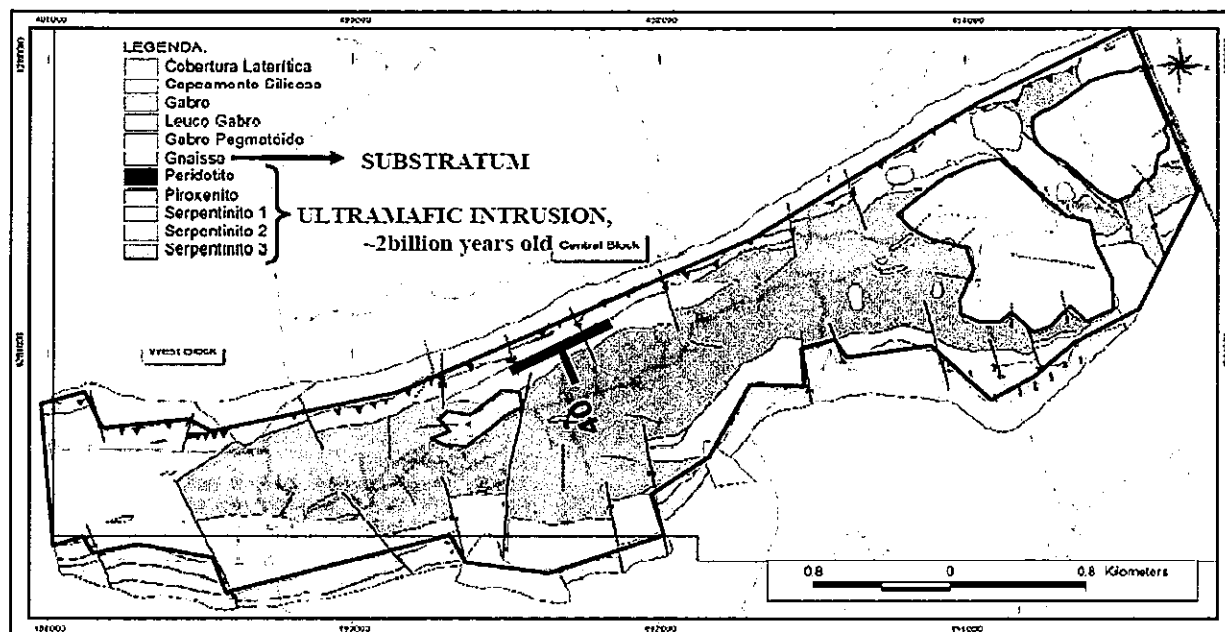 LEGENDA.
Cobertura Laterítica
Capeamento Silicoso
Gabro
Leuco Gabro
Gabro Pegmatóide
Gnaisse
SUBSTRATUM
Peridotito
Piroxenito
Serpentinito 1
Serpentinito 2
Serpentinito 3
ULTRAMAFIC INTRUSION,
~2billion years old
Central Block
West Block
40
0.8 0 0.8 Kilometers